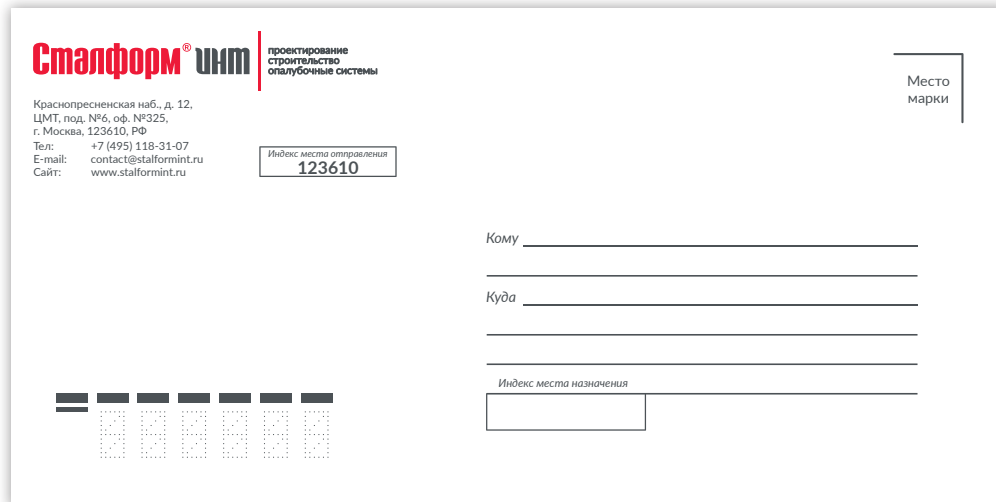 Сталформ® инт
проектирование
строительство
опалубочные системы
Место
марки
Краснопресненская наб., д. 12,
ЦМТ, под. №6, оф. №325,
г. Москва, 123610, РФ
Тел: +7 (495) 118-31-07
E-mail: contact@stalformint.ru
Сайт: www.stalformint.ru
Индекс места отправления
123610
Кому
Куда
Индекс места назначения